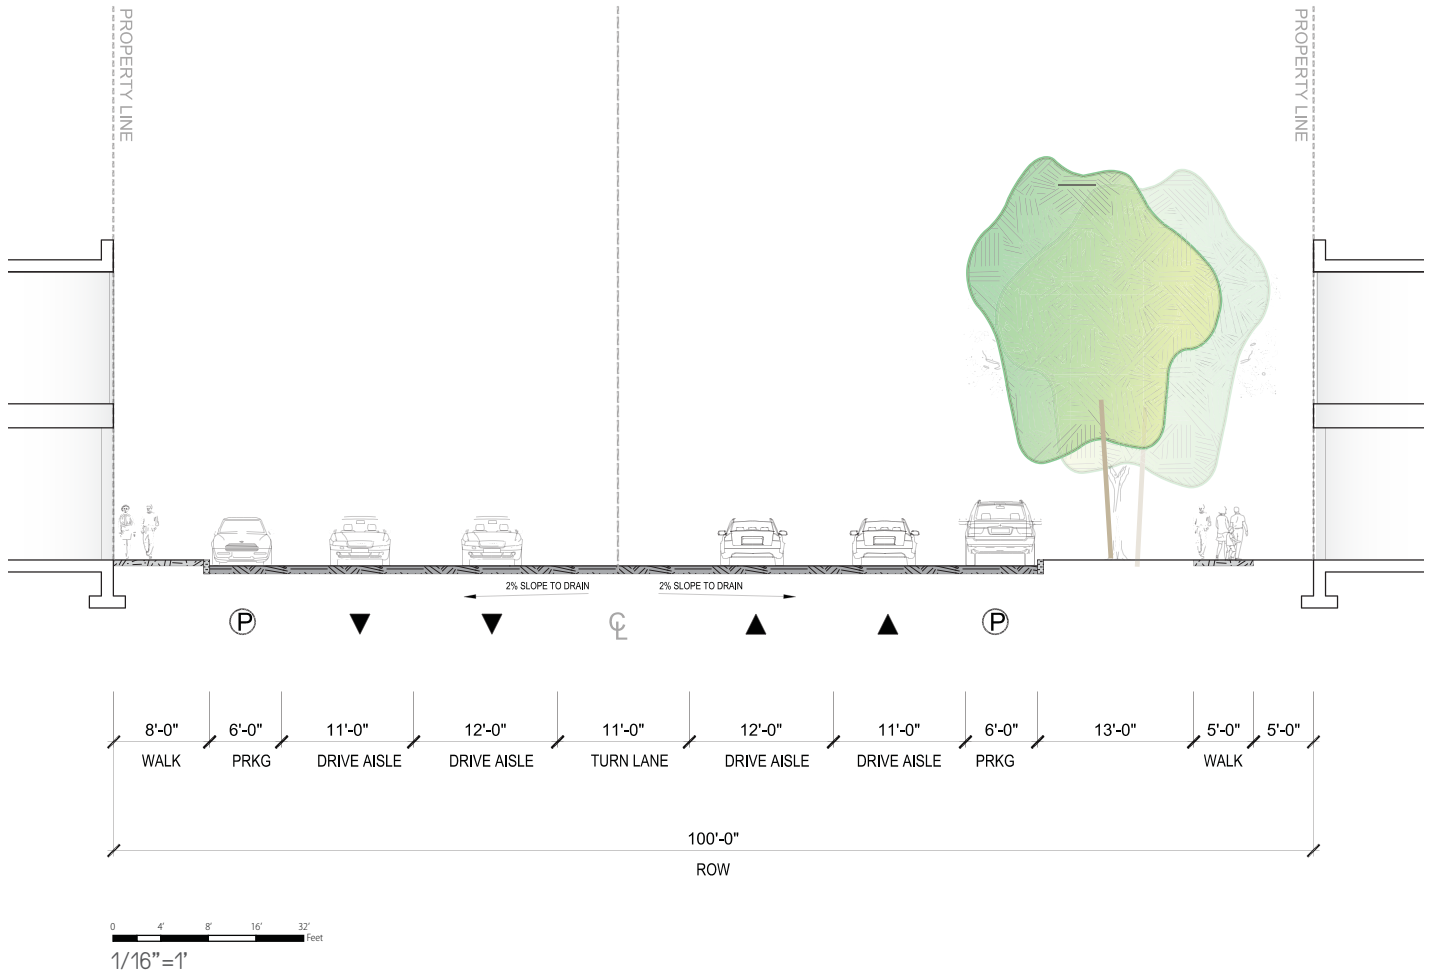 PROPERTY LINE
PROPERTY LINE
2% SLOPE TO DRAIN
2% SLOPE TO DRAIN
P
CL
P
8'-0"
6'-0"
11'-0"
12'-0"
11'-0"
12'-0"
11'-0"
6'-0"
13'-0"
5'-0"
5'-0"
WALK
PRKG
DRIVE AISLE
DRIVE AISLE
TURN LANE
DRIVE AISLE
DRIVE AISLE
PRKG
WALK
100'-0"
ROW
0 4' 8' 16' 32'
Feet
1/16”=1’